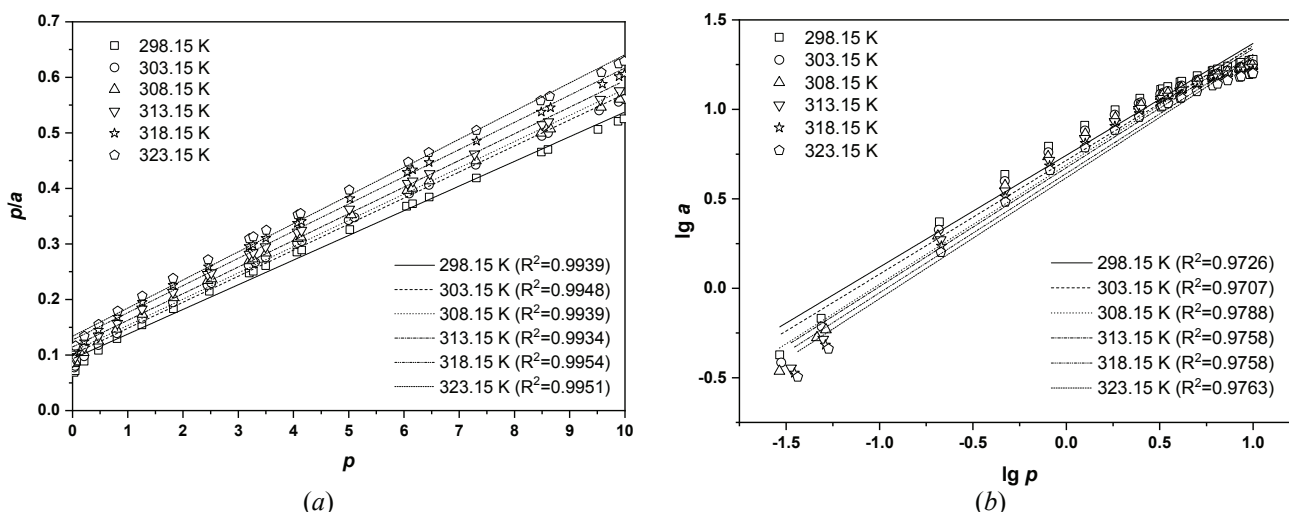 0.7
0.6
0.5
0.4
0.3
0.2
0.1
0.0
p/a
298.15 K
303.15 K
308.15 K
313.15 K
318.15 K
323.15 K
298.15 K (R²=0.9939)
303.15 K (R²=0.9948)
308.15 K (R²=0.9939)
313.15 K (R²=0.9934)
318.15 K (R²=0.9954)
323.15 K (R²=0.9951)
0 1 2 3 4 5 6 7 8 9 10
p
(a)
1.5
1.0
0.5
0.0
-0.5
lg a
298.15 K
303.15 K
308.15 K
313.15 K
318.15 K
323.15 K
298.15 K (R²=0.9726)
303.15 K (R²=0.9707)
308.15 K (R²=0.9788)
313.15 K (R²=0.9758)
318.15 K (R²=0.9758)
323.15 K (R²=0.9763)
-1.5 -1.0 -0.5 0.0 0.5 1.0
lg p
(b)